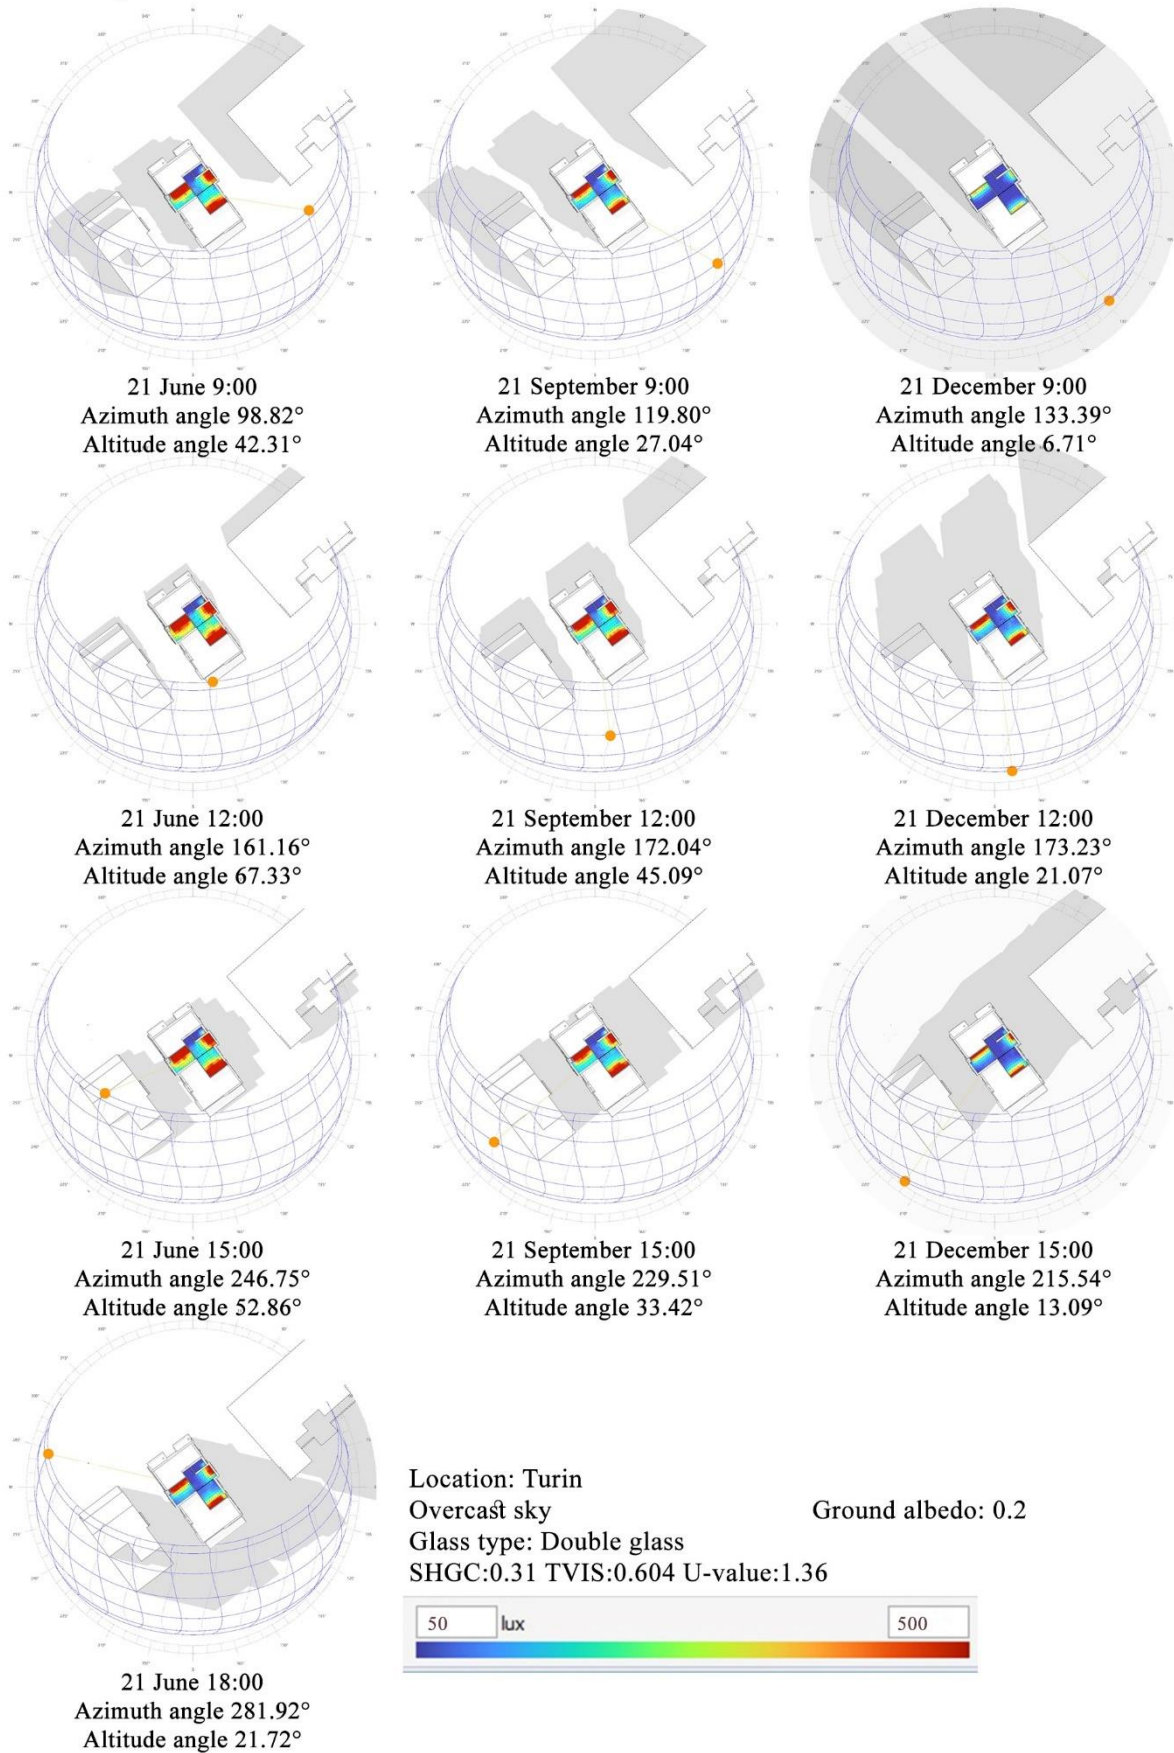 21 June 9:00
Azimuth angle 98.82°
Altitude angle 42.31°
21 September 9:00
Azimuth angle 119.80°
Altitude angle 27.04°
21 December 9:00
Azimuth angle 133.39°
Altitude angle 6.71°
21 June 12:00
Azimuth angle 161.16°
Altitude angle 67.33°
21 September 12:00
Azimuth angle 172.04°
Altitude angle 45.09°
21 December 12:00
Azimuth angle 173.23°
Altitude angle 21.07°
21 June 15:00
Azimuth angle 246.75°
Altitude angle 52.86°
21 September 15:00
Azimuth angle 229.51°
Altitude angle 33.42°
21 December 15:00
Azimuth angle 215.54°
Altitude angle 13.09°
21 June 18:00
Azimuth angle 281.92°
Altitude angle 21.72°
Location: Turin
Overcast sky Ground albedo: 0.2
Glass type: Double glass
SHGC:0.31 TVIS:0.604 U-value:1.36
50 lux 500